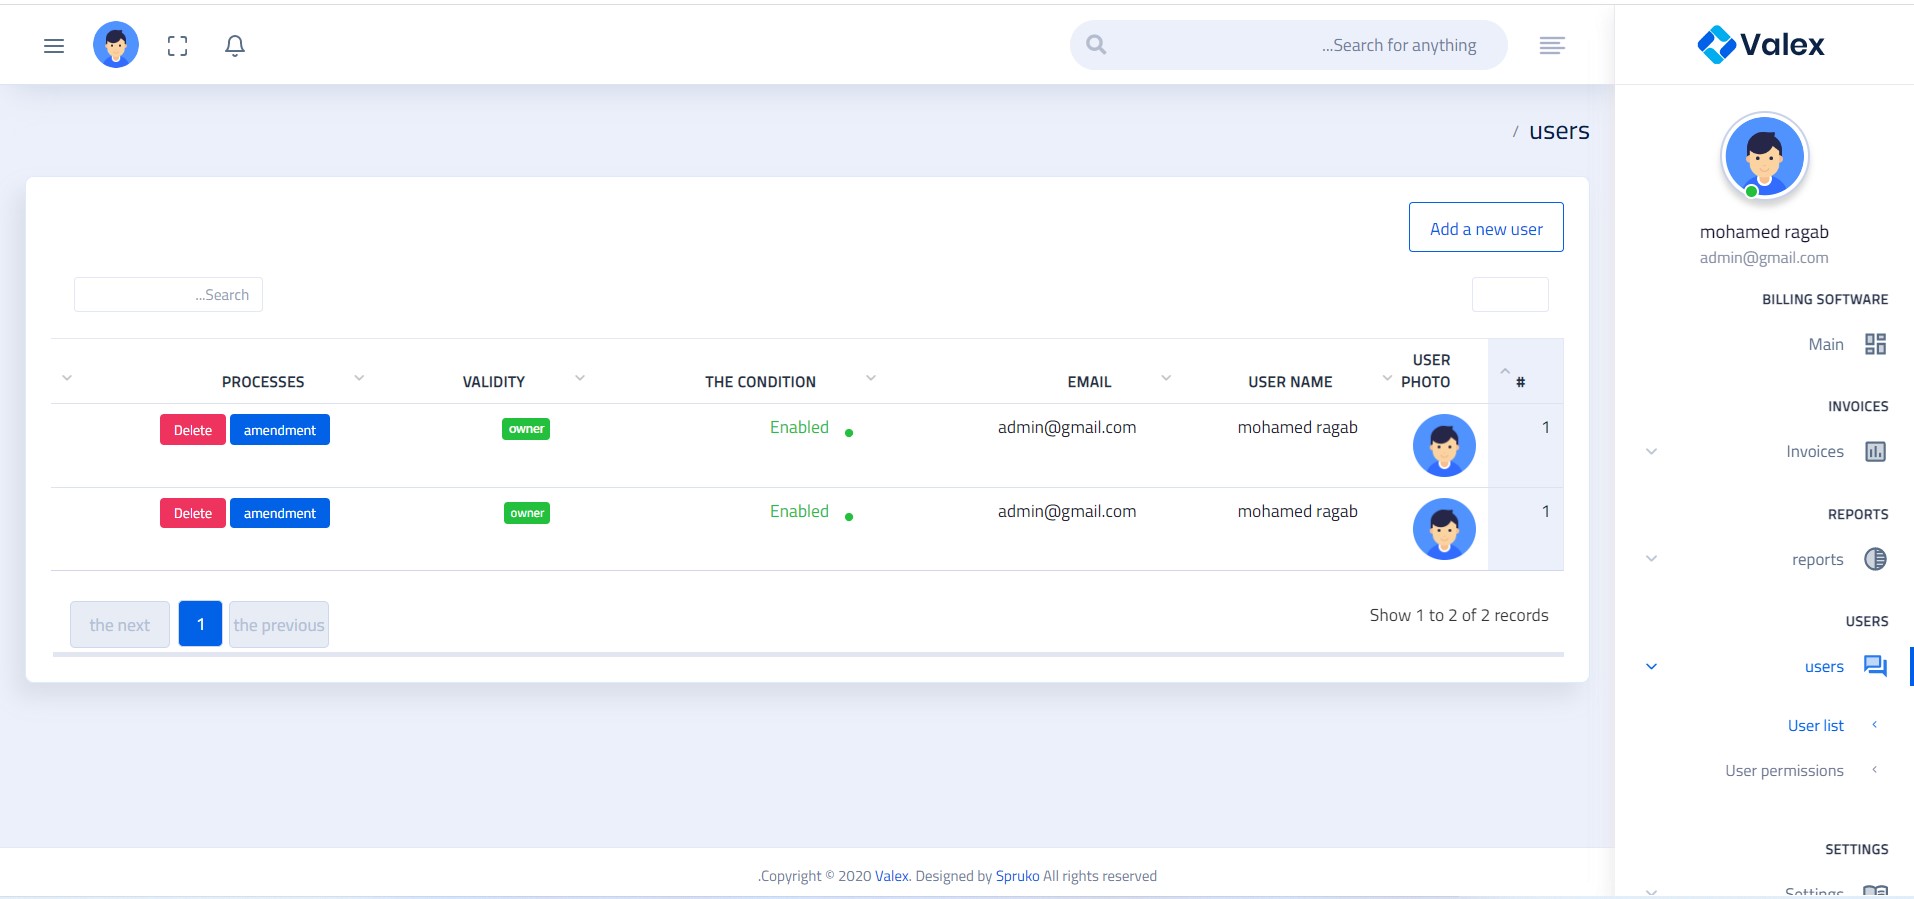 ...Search for anything
Valex
/ users
mohamed ragab
admin@gmail.com
BILLING SOFTWARE
Main
INVOICES
Invoices
REPORTS
reports
USERS
users
User list
User permissions
SETTINGS
Settings
Add a new user
...Search
PROCESSES VALIDITY THE CONDITION EMAIL USER NAME USER PHOTO #
Delete amendment owner Enabled admin@gmail.com mohamed ragab 1
Delete amendment owner Enabled admin@gmail.com mohamed ragab 1
the next 1 the previous
Show 1 to 2 of 2 records
.Copyright © 2020 Valex. Designed by Spruko All rights reserved